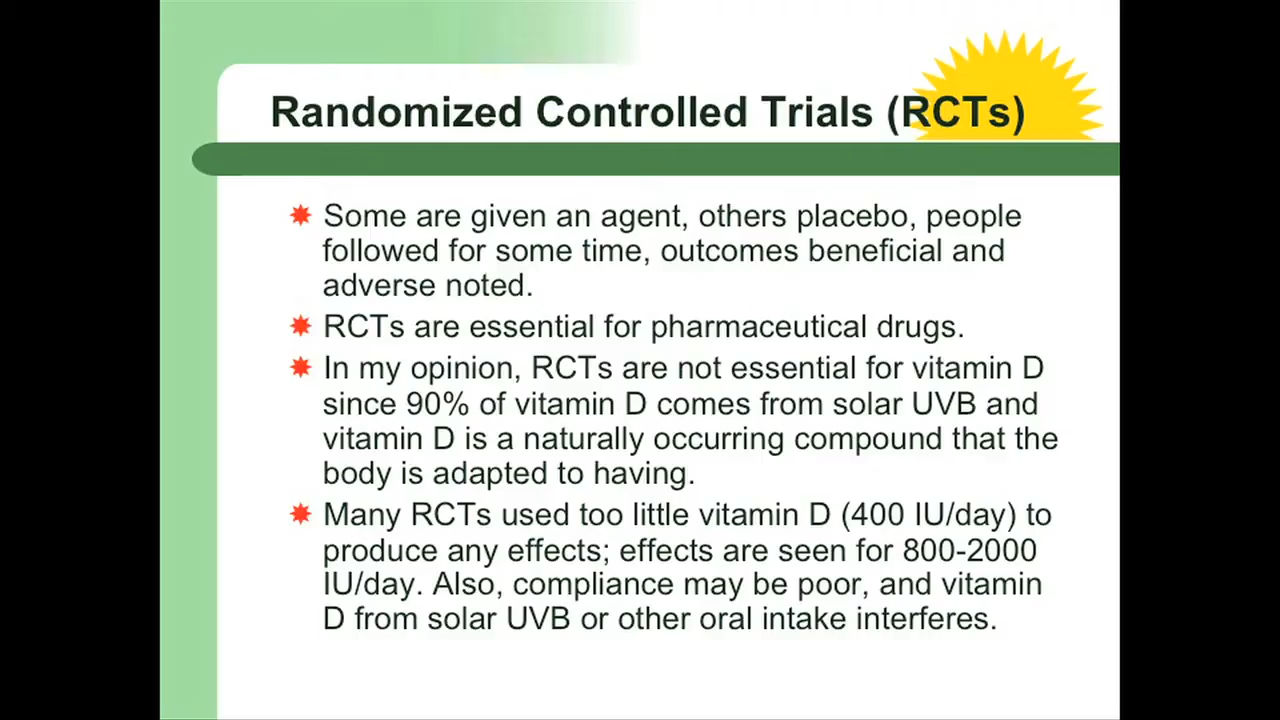 Randomized Controlled Trials (RCTs)
Some are given an agent, others placebo, people
followed for some time, outcomes beneficial and
adverse noted.
RCTs are essential for pharmaceutical drugs.
In my opinion, RCTs are not essential for vitamin D
since 90% of vitamin D comes from solar UVB and
vitamin D is a naturally occurring compound that the
body is adapted to having.
Many RCTs used too little vitamin D (400 IU/day) to
produce any effects; effects are seen for 800-2000
IU/day. Also, compliance may be poor, and vitamin
D from solar UVB or other oral intake interferes.